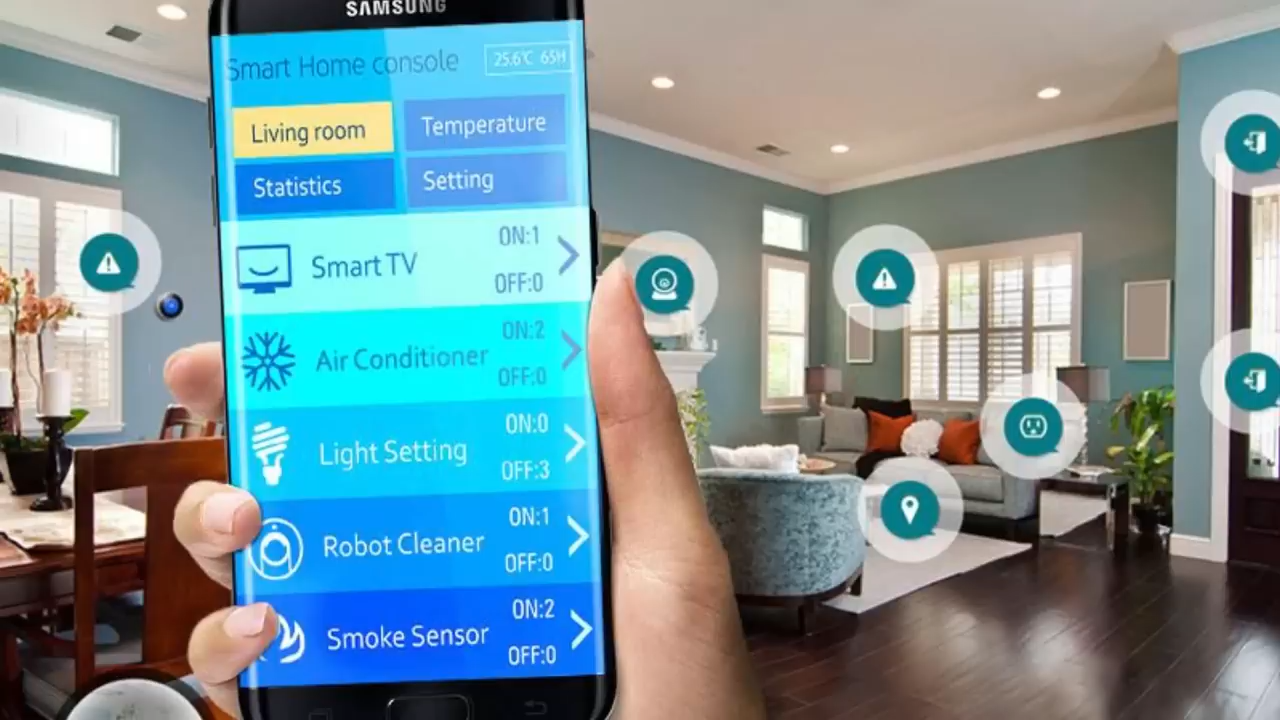 SAMSUNG
Smart Home console
25.6℃ 65H
Living room
Temperature
Statistics
Setting
Smart TV
ON:1
OFF:0
Air Conditioner
ON:2
OFF:0
Light Setting
ON:0
OFF:3
Robot Cleaner
ON:1
OFF:0
Smoke Sensor
ON:2
OFF:0